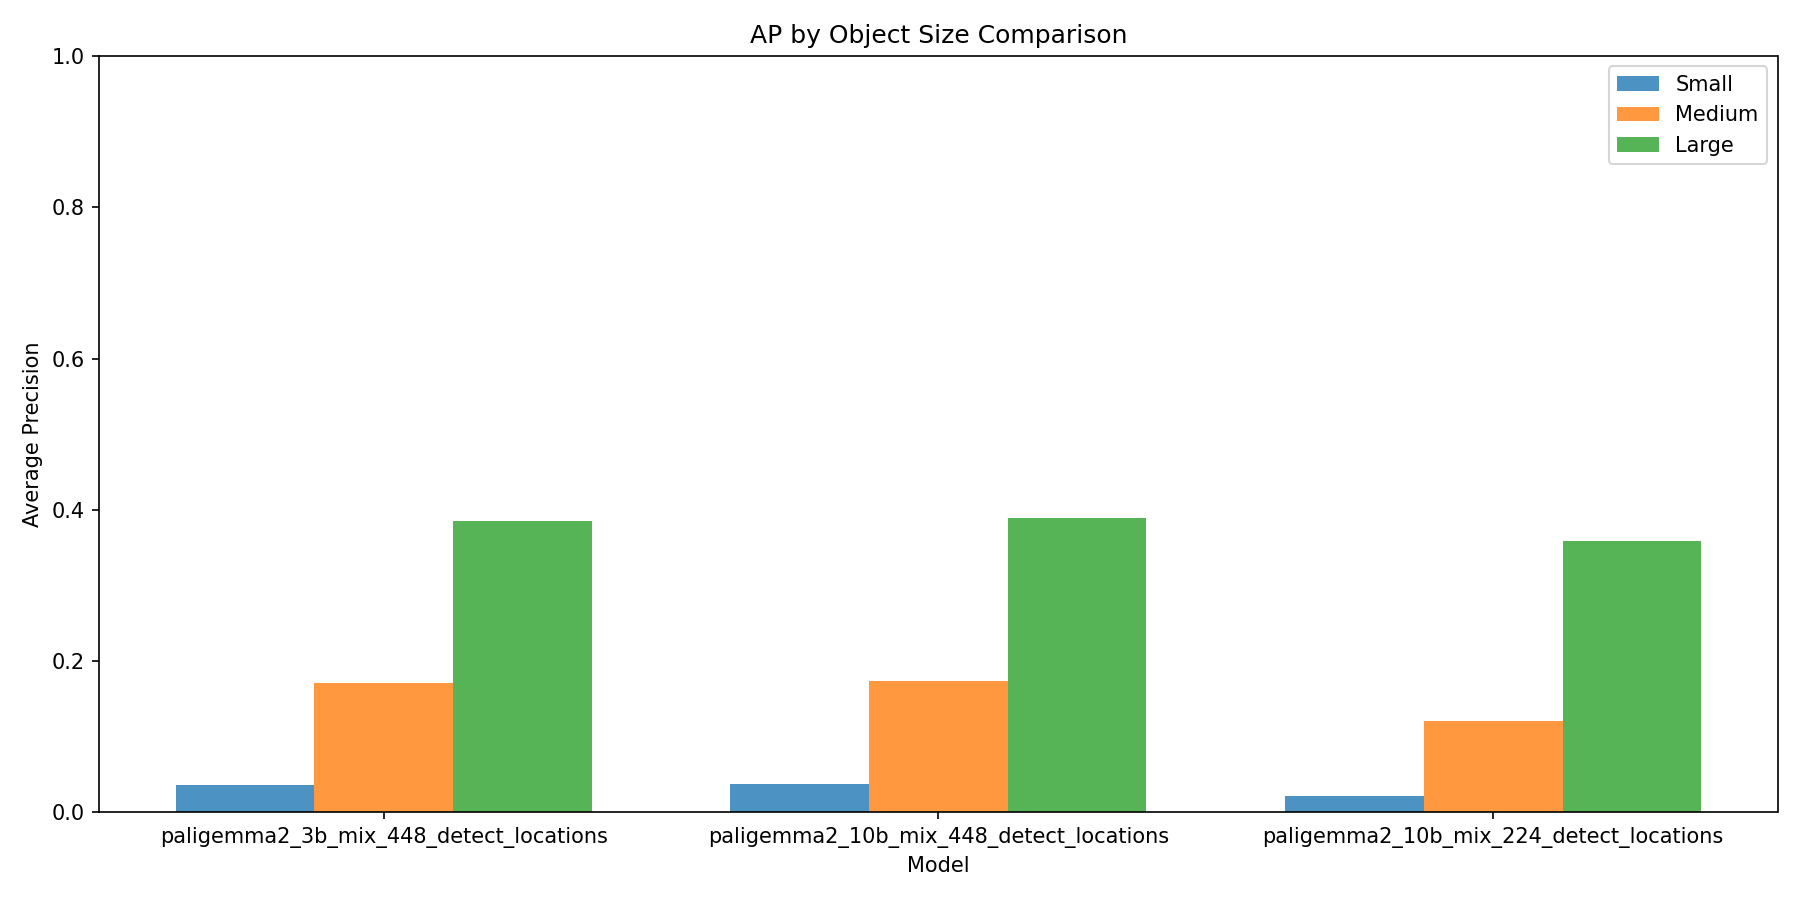 AP by Object Size Comparison
Small
Medium
Large
Average Precision
1.0
0.8
0.6
0.4
0.2
0.0
paligemma2_3b_mix_448_detect_locations
paligemma2_10b_mix_448_detect_locations
paligemma2_10b_mix_224_detect_locations
Model